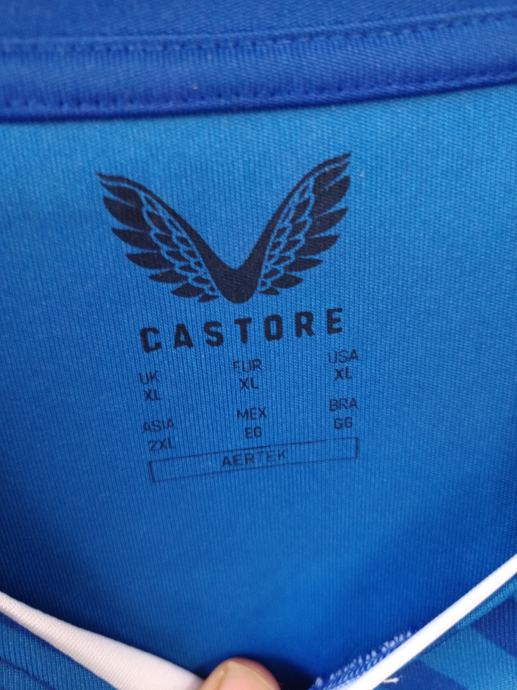 CASTORE
UK EUR USA
XL XL XL
ASIA MEX BRA
2XL EG GG
AERTEK